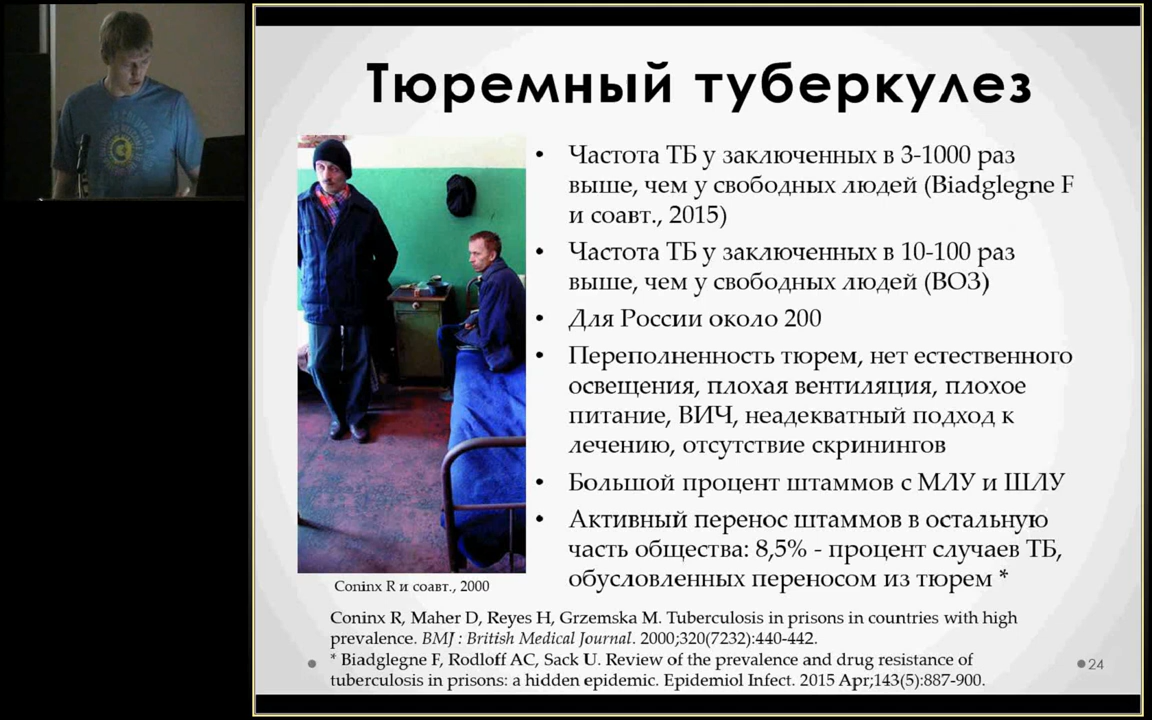 Тюремный туберкулез
• Частота ТБ у заключенных в 3-1000 раз
выше, чем у свободных людей (Biadglegne F
и соавт., 2015)
• Частота ТБ у заключенных в 10-100 раз
выше, чем у свободных людей (ВОЗ)
• Для России около 200
• Переполненность тюрем, нет естественного
освещения, плохая вентиляция, плохое
питание, ВИЧ, неадекватный подход к
лечению, отсутствие скринингов
• Большой процент штаммов с МЛУ и ШЛУ
• Активный перенос штаммов в остальную
часть общества: 8,5% - процент случаев ТБ,
обусловленных переносом из тюрем *
Coninx R и соавт., 2000
Coninx R, Maher D, Reyes H, Grzemska M. Tuberculosis in prisons in countries with high
prevalence. BMJ : British Medical Journal. 2000;320(7232):440-442.
* Biadglegne F, Rodloff AC, Sack U. Review of the prevalence and drug resistance of
tuberculosis in prisons: a hidden epidemic. Epidemiol Infect. 2015 Apr;143(5):887-900.
24